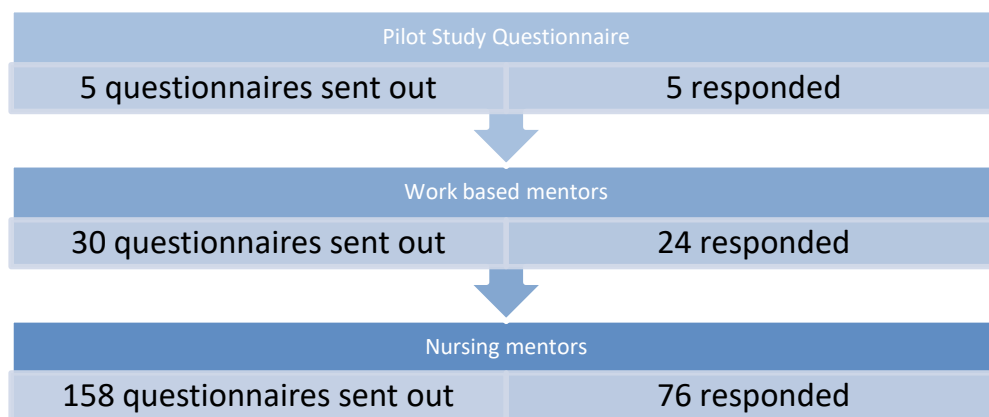 Pilot Study Questionnaire
5 questionnaires sent out 5 responded
Work based mentors
30 questionnaires sent out 24 responded
Nursing mentors
158 questionnaires sent out 76 responded